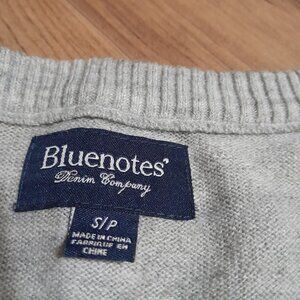 Bluenotes'
Denim Company
S/P
MADE IN CHINA
FABRIQUÉ EN
CHINE